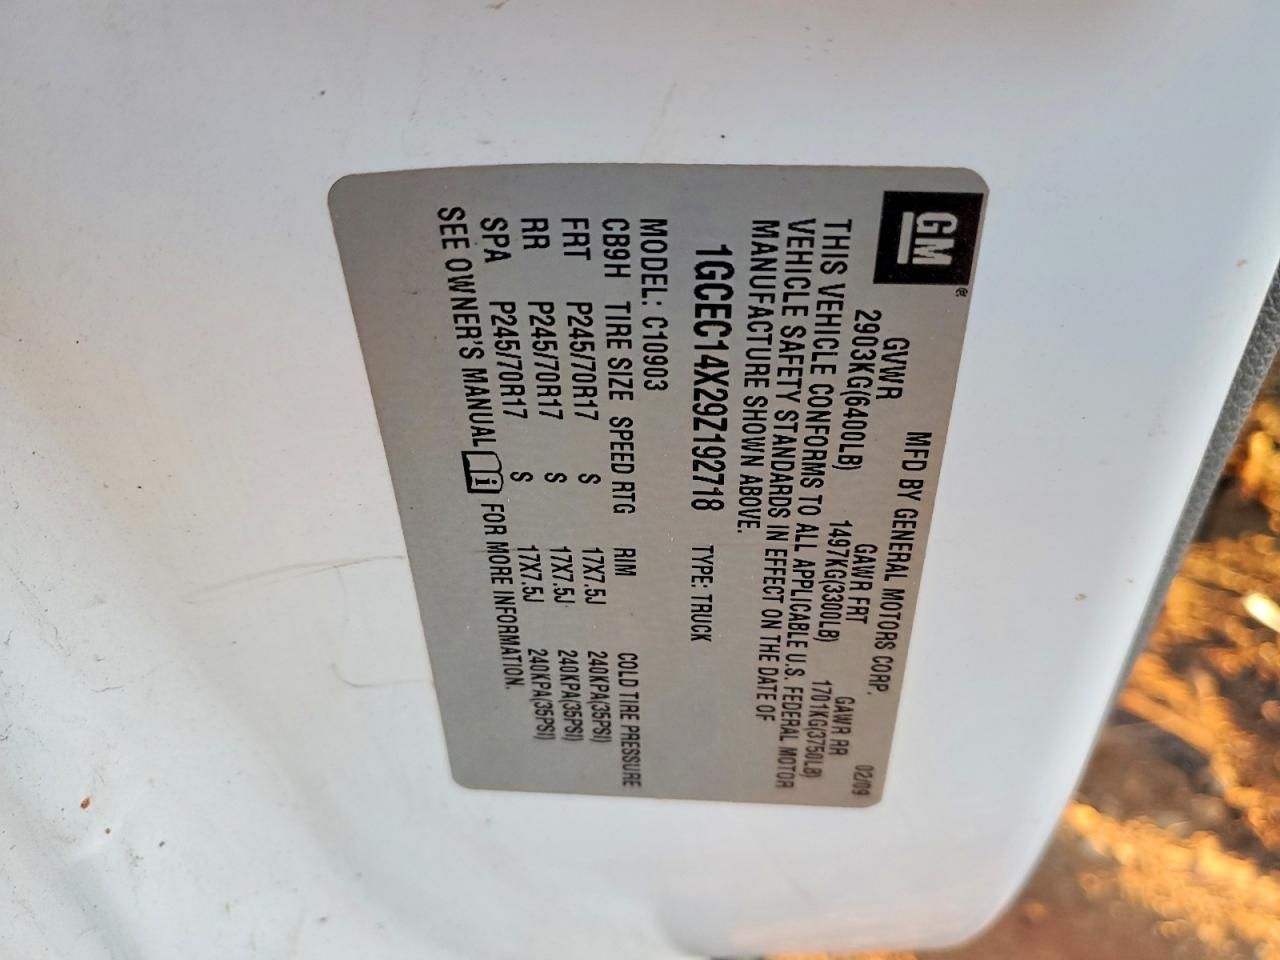 GM®
MFD BY GENERAL MOTORS CORP. 02/09
GVWR GAWR FRT GAWR RR
2903KG(6400LB) 1497KG(3300LB) 1701KG(3750LB)
THIS VEHICLE CONFORMS TO ALL APPLICABLE U.S. FEDERAL MOTOR
VEHICLE SAFETY STANDARDS IN EFFECT ON THE DATE OF
MANUFACTURE SHOWN ABOVE.
1GCEC14X29Z192718 TYPE: TRUCK
MODEL: C10903
CB9H TIRE SIZE SPEED RTG RIM COLD TIRE PRESSURE
FRT P245/70R17 S 17X7.5J 240KPA(35PSI)
RR P245/70R17 S 17X7.5J 240KPA(35PSI)
SPA P245/70R17 S 17X7.5J 240KPA(35PSI)
SEE OWNER'S MANUAL i FOR MORE INFORMATION.